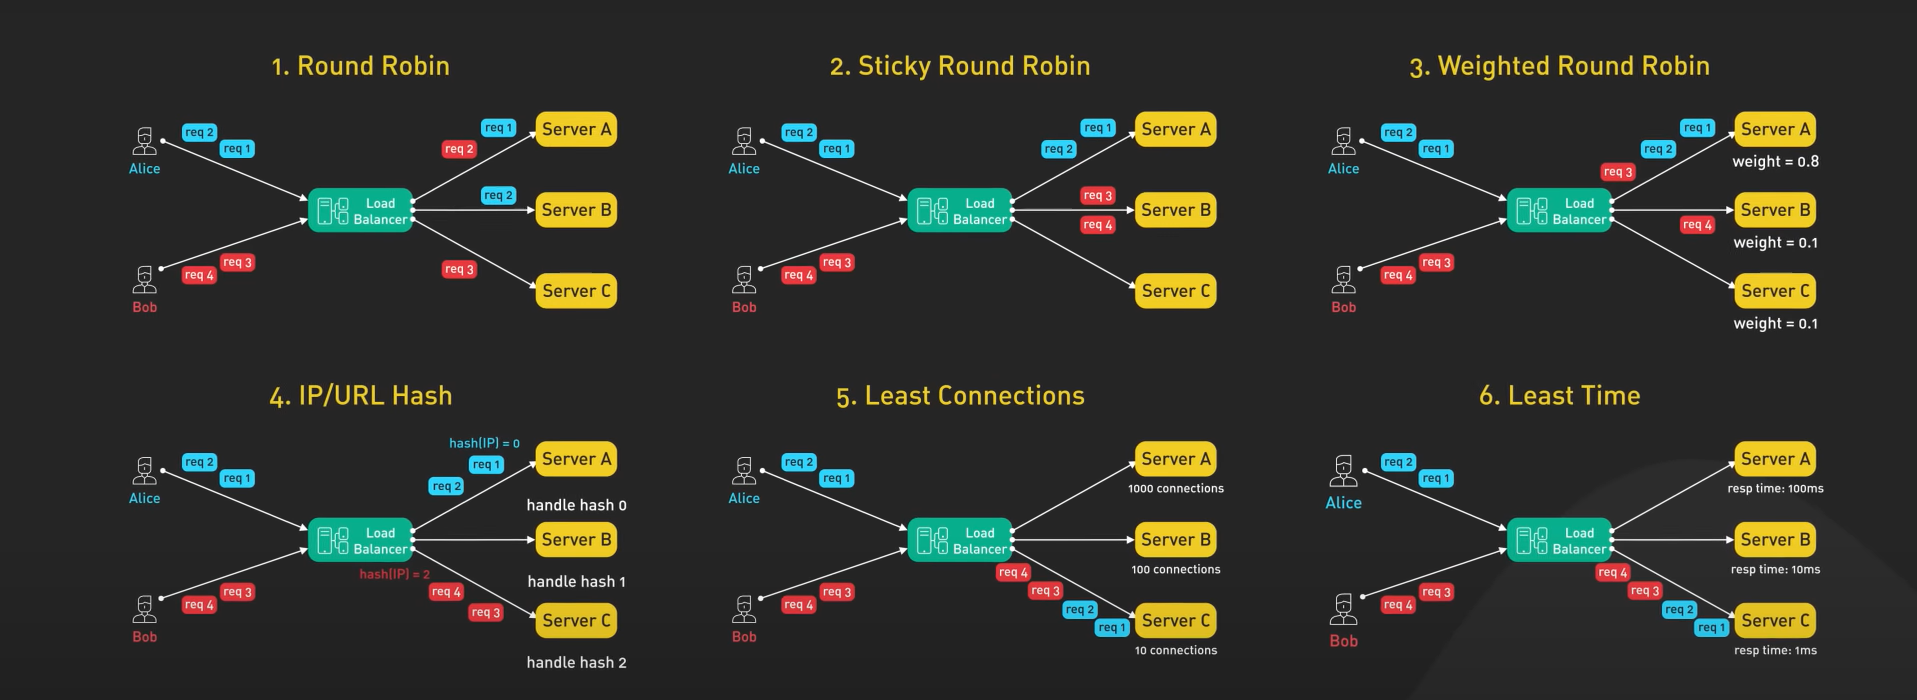 1. Round Robin
req 2
req 1
Alice
Load
Balancer
req 4
req 3
Bob
req 1
req 2
req 2
req 3
Server A
Server B
Server C
2. Sticky Round Robin
req 2
req 1
Alice
Load
Balancer
req 4
req 3
Bob
req 1
req 2
req 3
req 4
Server A
Server B
Server C
3. Weighted Round Robin
req 2
req 1
Alice
Load
Balancer
req 4
req 3
Bob
req 1
req 2
req 3
req 4
Server A
weight = 0.8
Server B
weight = 0.1
Server C
weight = 0.1
4. IP/URL Hash
req 2
req 1
Alice
Load
Balancer
req 4
req 3
Bob
hash(IP) = 0
req 1
req 2
hash(IP) = 2
req 4
req 3
Server A
handle hash 0
Server B
handle hash 1
Server C
handle hash 2
5. Least Connections
req 2
req 1
Alice
Load
Balancer
req 4
req 3
Bob
req 4
req 3
req 2
req 1
Server A
1000 connections
Server B
100 connections
Server C
10 connections
6. Least Time
req 2
req 1
Alice
Load
Balancer
req 4
req 3
Bob
req 4
req 3
req 2
req 1
Server A
resp time: 100ms
Server B
resp time: 10ms
Server C
resp time: 1ms